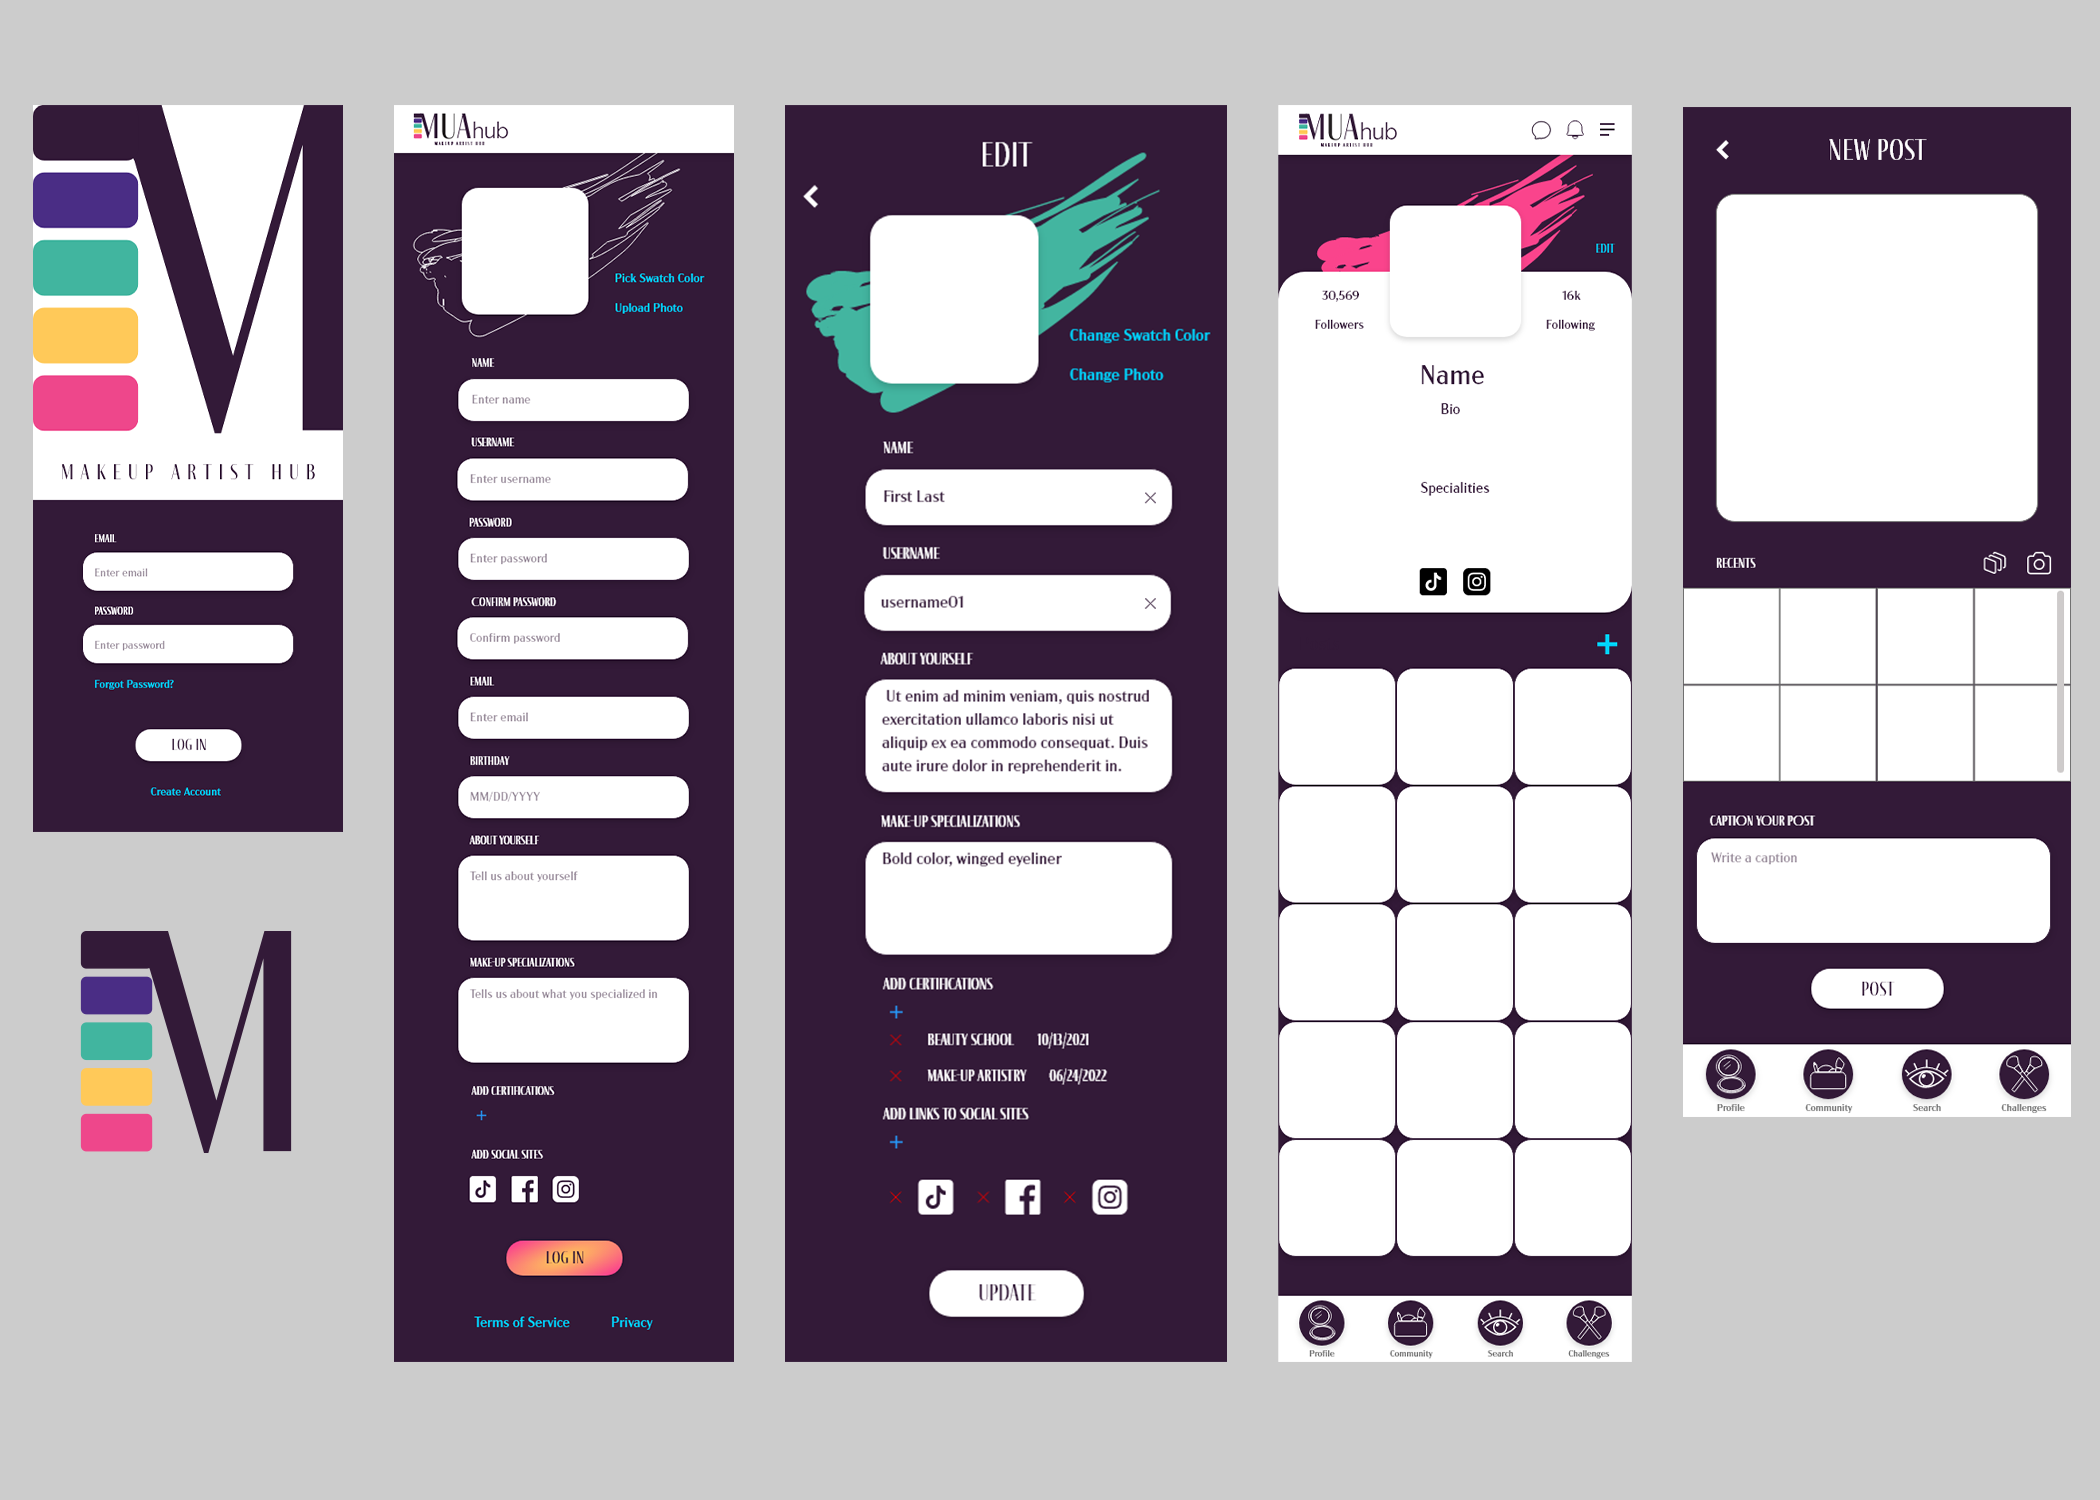 MAKEUP ARTIST HUB
EMAIL
Enter email
PASSWORD
Enter password
Forgot Password?
LOG IN
Create Account
M
MUAhub
MAKEUP ARTIST HUB
Pick Swatch Color
Upload Photo
NAME
Enter name
USERNAME
Enter username
PASSWORD
Enter password
CONFIRM PASSWORD
Confirm password
EMAIL
Enter email
BIRTHDAY
MM/DD/YYYY
ABOUT YOURSELF
Tell us about yourself
MAKE-UP SPECIALIZATIONS
Tells us about what you specialized in
ADD CERTIFICATIONS
ADD SOCIAL SITES
LOG IN
Terms of Service Privacy
EDIT
Change Swatch Color
Change Photo
NAME
First Last
USERNAME
username01
ABOUT YOURSELF
Ut enim ad minim veniam, quis nostrud
exercitation ullamco laboris nisi ut
aliquip ex ea commodo consequat. Duis
aute irure dolor in reprehenderit in.
MAKE-UP SPECIALIZATIONS
Bold color, winged eyeliner
ADD CERTIFICATIONS
BEAUTY SCHOOL 10/13/2021
MAKE-UP ARTISTRY 06/24/2022
ADD LINKS TO SOCIAL SITES
UPDATE
MUAhub
MAKEUP ARTIST HUB
EDIT
30,569 16k
Followers Following
Name
Bio
Specialities
Profile Community Search Challenges
NEW POST
RECENTS
CAPTION YOUR POST
Write a caption
POST
Profile Community Search Challenges